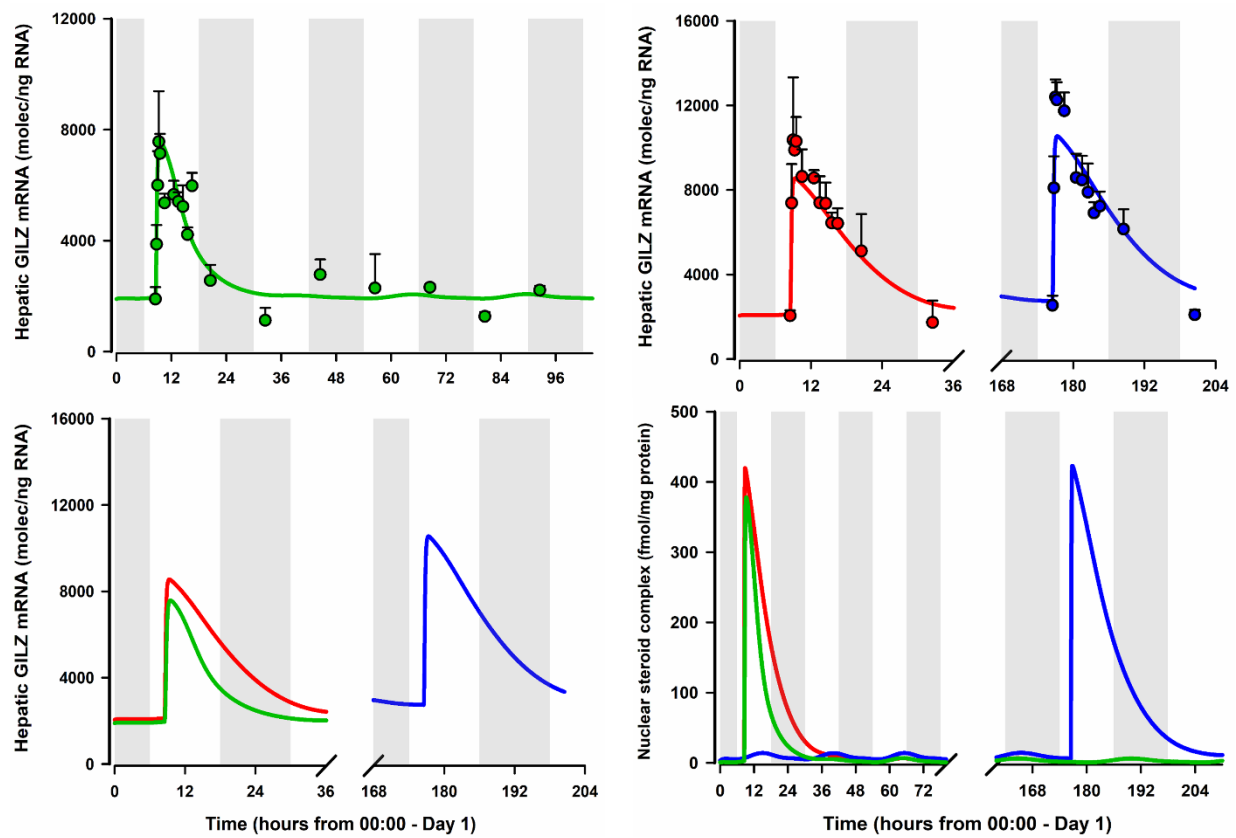 Hepatic GILZ mRNA (molec/ng RNA)
12000
8000
4000
0
0 12 24 36 48 60 72 84 96
Hepatic GILZ mRNA (molec/ng RNA)
16000
12000
8000
4000
0
0 12 24 36 168 180 192 204
Hepatic GILZ mRNA (molec/ng RNA)
16000
12000
8000
4000
0
0 12 24 36 168 180 192 204
Time (hours from 00:00 - Day 1)
Nuclear steroid complex (fmol/mg protein)
500
400
300
200
100
0
0 12 24 36 48 60 72 168 180 192 204
Time (hours from 00:00 - Day 1)